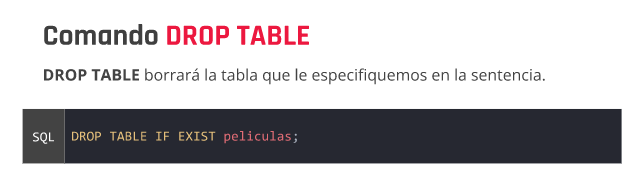 Comando DROP TABLE
DROP TABLE borrará la tabla que le especifiquemos en la sentencia.
SQL DROP TABLE IF EXIST peliculas;